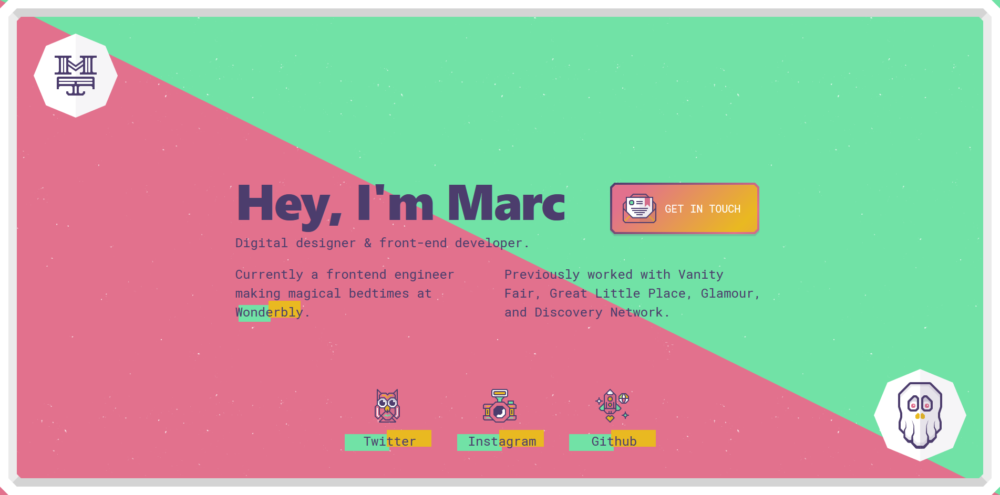 Hey, I'm Marc
GET IN TOUCH
Digital designer & front-end developer.
Currently a frontend engineer
making magical bedtimes at
Wonderbly.
Previously worked with Vanity
Fair, Great Little Place, Glamour,
and Discovery Network.
Twitter
Instagram
Github